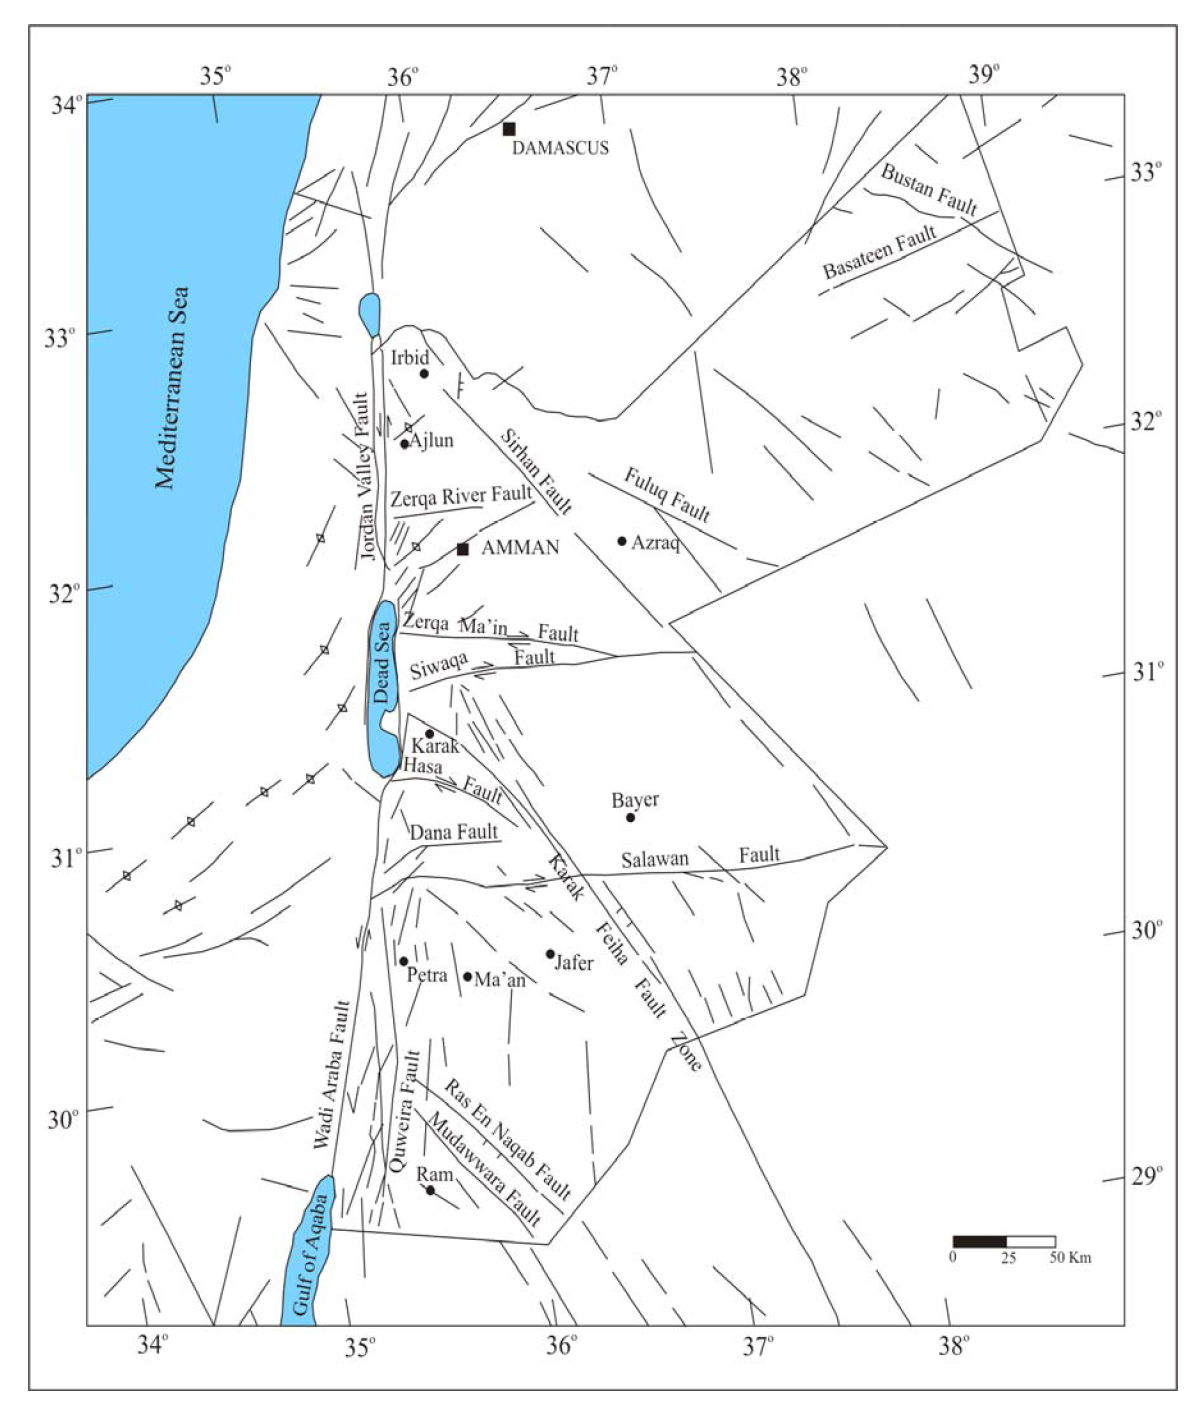 35°
36°
37°
38°
39°
34°
33°
32°
31°
30°
33°
32°
31°
30°
29°
34°
35°
36°
37°
38°
Mediterranean Sea
DAMASCUS
Bustan Fault
Basateen Fault
Irbid
Jordan Valley Fault
Ajlun
Sirhan Fault
Zerqa River Fault
Fuluq Fault
AMMAN
Azraq
Dead Sea
Zerqa Ma'in Fault
Siwaqa Fault
Karak
Hasa Fault
Bayer
Dana Fault
Salawan Fault
Karak Feiha Fault Zone
Jafer
Petra
Ma'an
Wadi Araba Fault
Quweira Fault
Ras En Naqab Fault
Mudawwara Fault
Ram
Gulf of Aqaba
0 25 50 Km